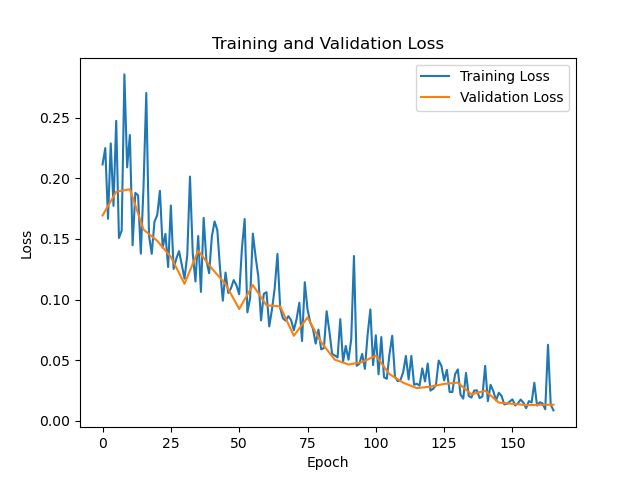 Training and Validation Loss
Training Loss
Validation Loss
0.25
0.20
0.15
0.10
0.05
0.00
Loss
0 25 50 75 100 125 150
Epoch